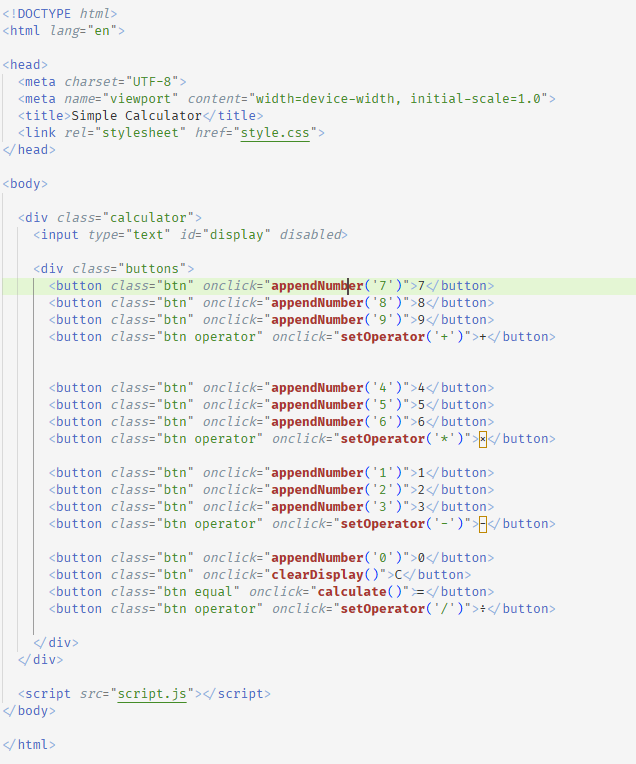 <!DOCTYPE html>
<html lang="en">
<head>
<meta charset="UTF-8">
<meta name="viewport" content="width=device-width, initial-scale=1.0">
<title>Simple Calculator</title>
<link rel="stylesheet" href="style.css">
</head>
<body>
<div class="calculator">
<input type="text" id="display" disabled>
<div class="buttons">
<button class="btn" onclick="appendNumber('7')">7</button>
<button class="btn" onclick="appendNumber('8')">8</button>
<button class="btn" onclick="appendNumber('9')">9</button>
<button class="btn operator" onclick="setOperator('+')">+</button>
<button class="btn" onclick="appendNumber('4')">4</button>
<button class="btn" onclick="appendNumber('5')">5</button>
<button class="btn" onclick="appendNumber('6')">6</button>
<button class="btn operator" onclick="setOperator('*')">×</button>
<button class="btn" onclick="appendNumber('1')">1</button>
<button class="btn" onclick="appendNumber('2')">2</button>
<button class="btn" onclick="appendNumber('3')">3</button>
<button class="btn operator" onclick="setOperator('-')">−</button>
<button class="btn" onclick="appendNumber('0')">0</button>
<button class="btn" onclick="clearDisplay()">C</button>
<button class="btn equal" onclick="calculate()">=</button>
<button class="btn operator" onclick="setOperator('/')">÷</button>
</div>
</div>
<script src="script.js"></script>
</body>
</html>